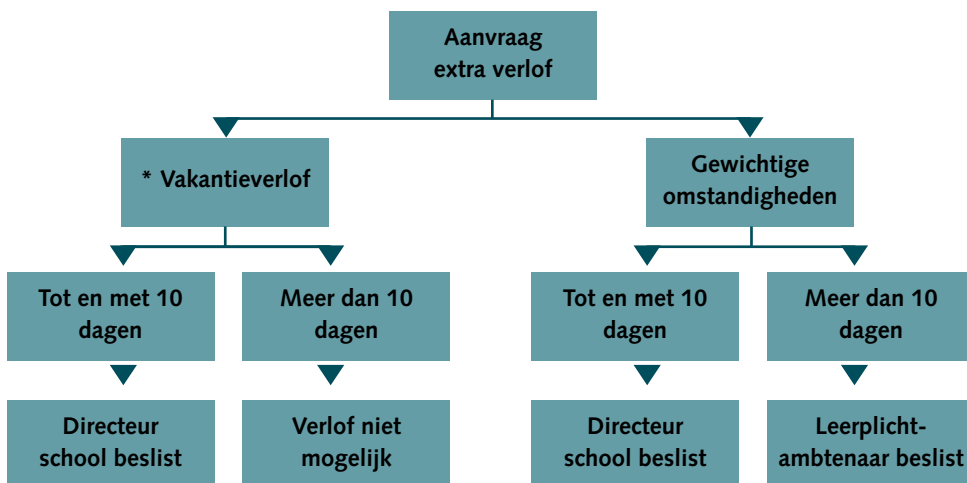 Aanvraag
extra verlof
* Vakantieverlof
Gewichtige
omstandigheden
Tot en met 10
dagen
Meer dan 10
dagen
Tot en met 10
dagen
Meer dan 10
dagen
Directeur
school beslist
Verlof niet
mogelijk
Directeur
school beslist
Leerplicht-
ambtenaar beslist